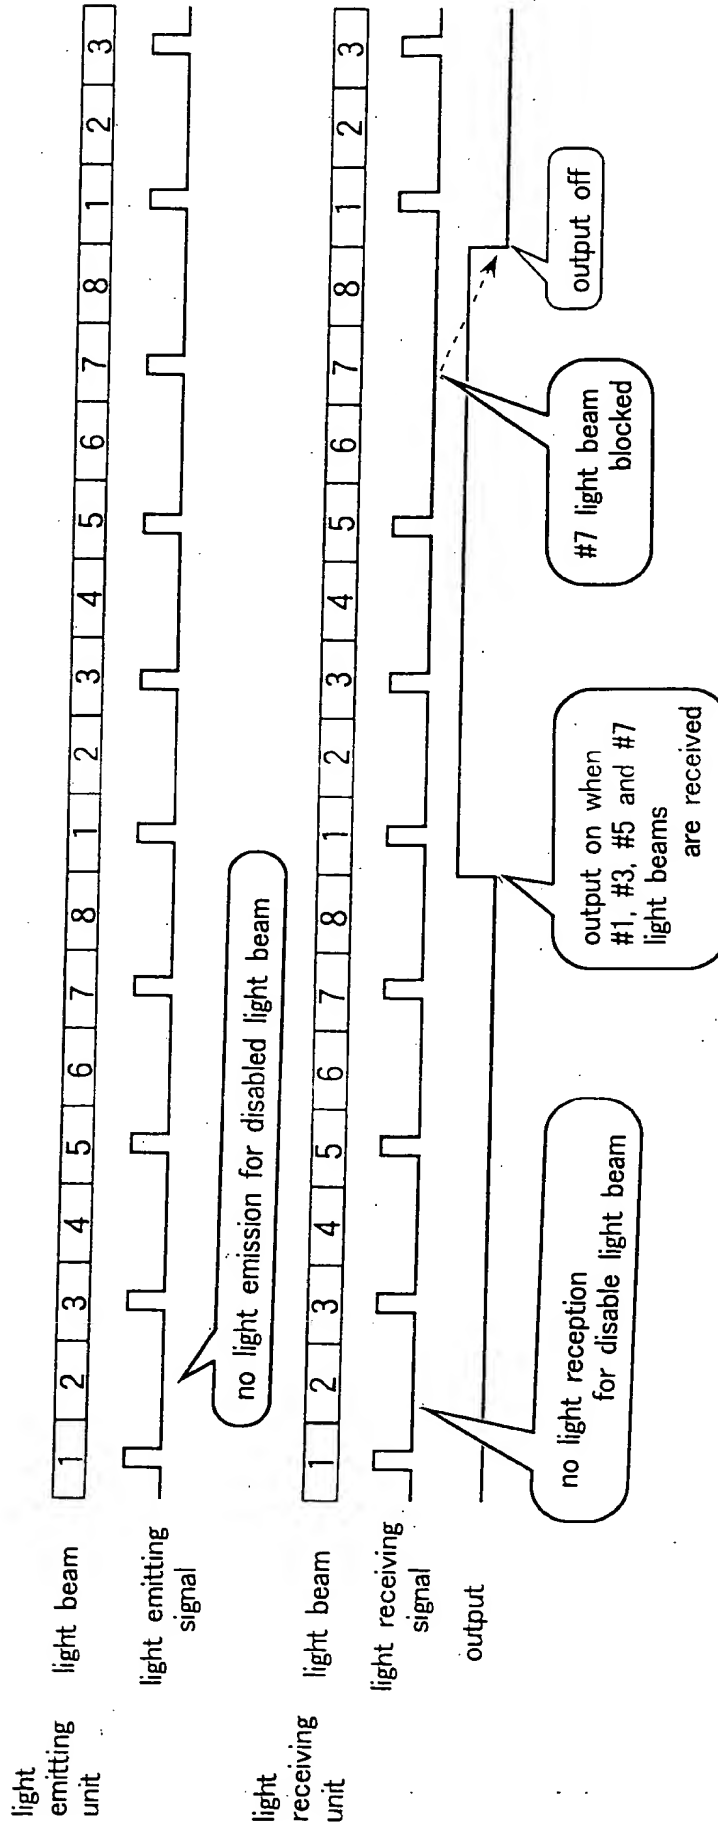 light
emitting
unit
light beam
1 2 3 4 5 6 7 8 1 2 3 4 5 6 7 8 1 2 3
light emitting
signal
no light emission for disabled light beam
light
receiving
unit
light beam
1 2 3 4 5 6 7 8 1 2 3 4 5 6 7 8 1 2 3
light receiving
signal
output
no light reception
for disable light beam
output on when
#1, #3, #5 and #7
light beams
are received
#7 light beam
blocked
output off